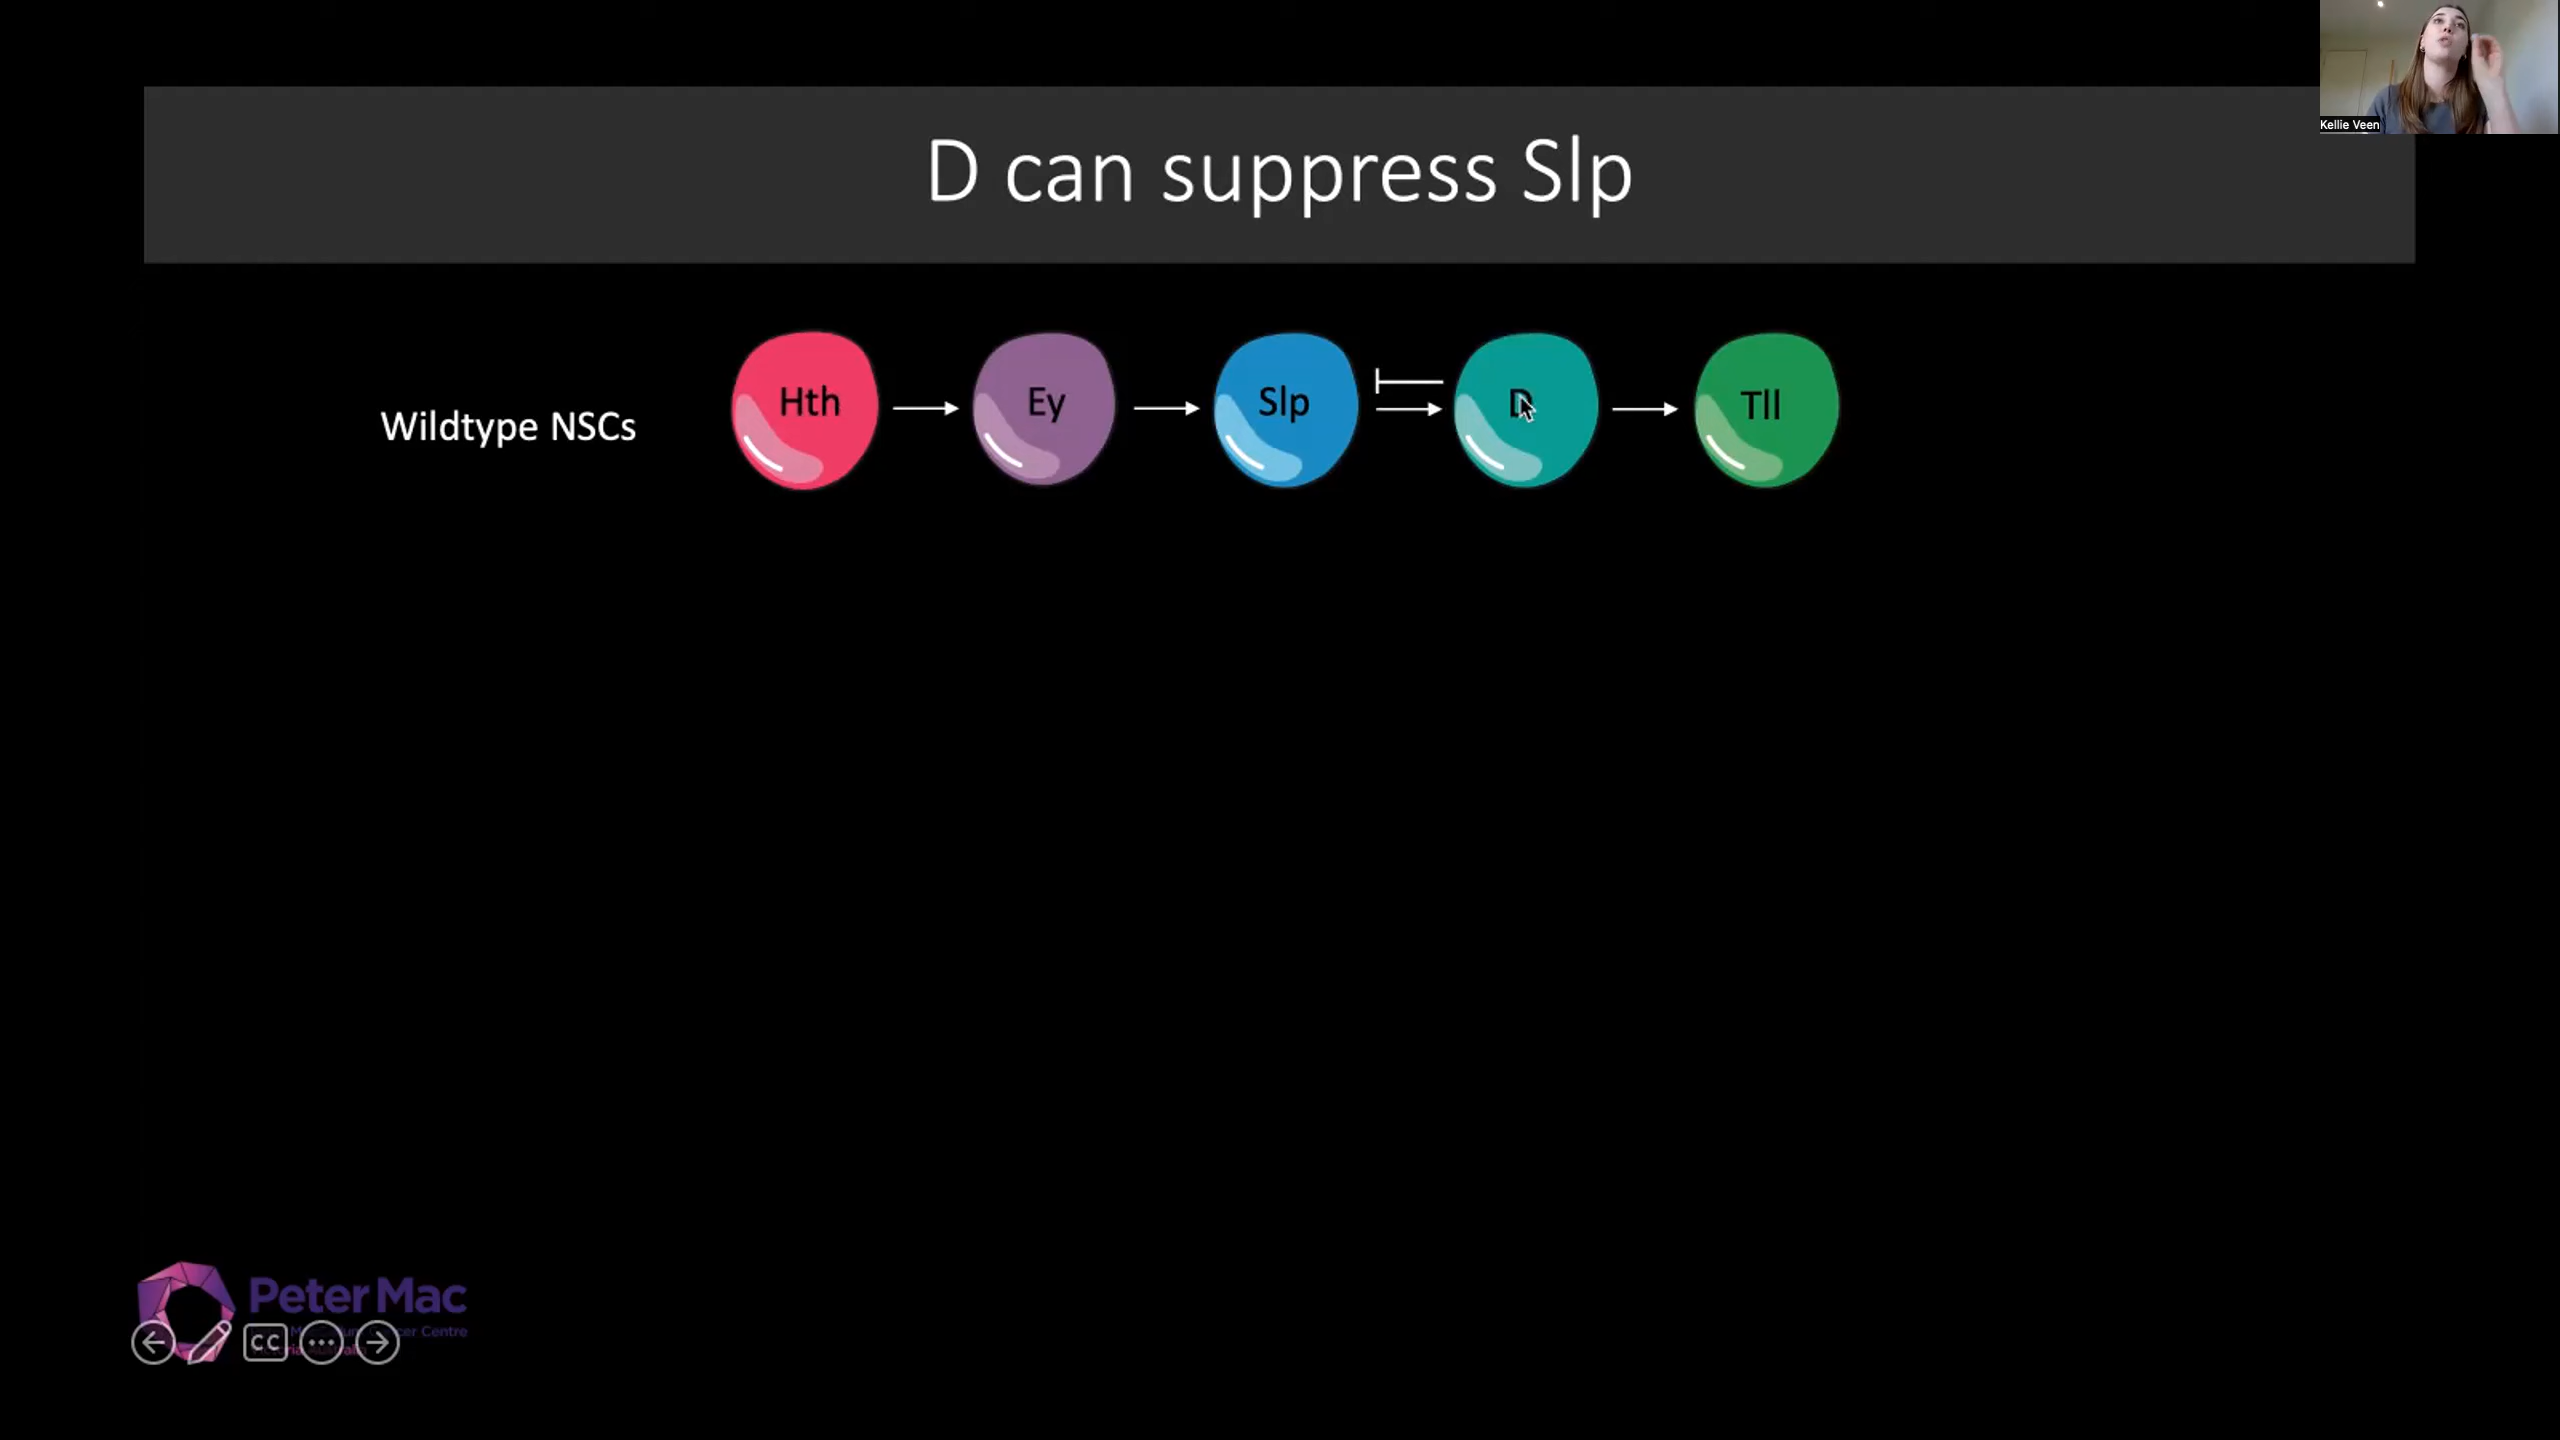 Kellie Veen
D can suppress Slp
Wildtype NSCs
Hth
Ey
Slp
D
Tll
Peter Mac
CC